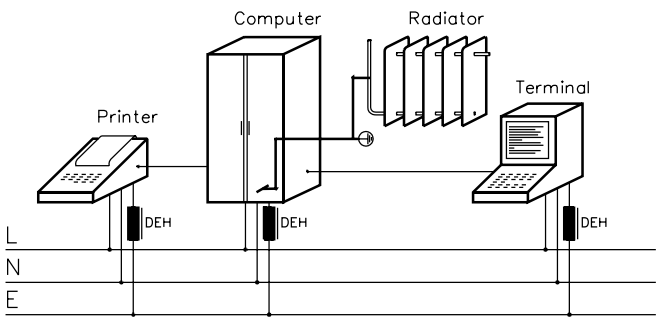 Computer
Radiator
Terminal
Printer
DEH
DEH
DEH
L
N
E